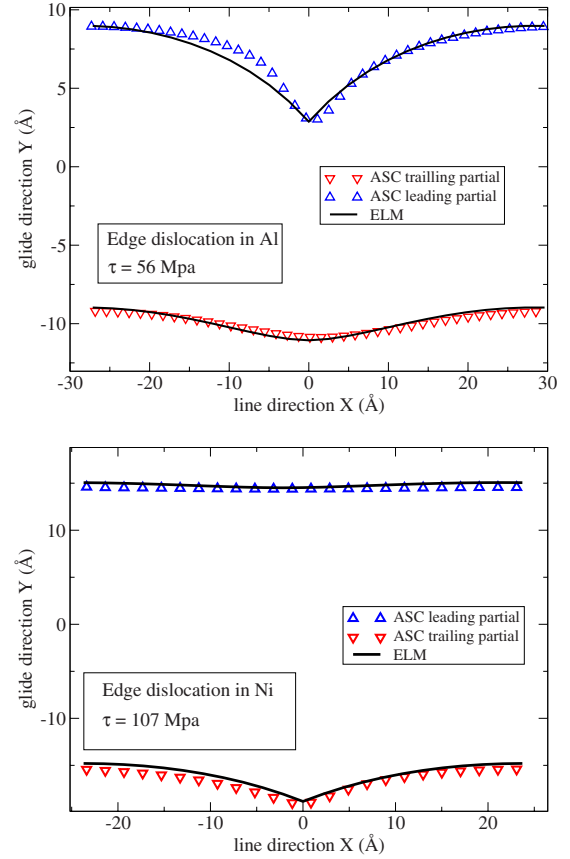 10
5
0
-5
-10
glide direction Y (Å)
ASC trailling partial
ASC leading partial
ELM
Edge dislocation in Al
τ = 56 Mpa
-30 -20 -10 0 10 20 30
line direction X (Å)
10
0
-10
glide direction Y (Å)
ASC leading partial
ASC trailing partial
ELM
Edge dislocation in Ni
τ = 107 Mpa
-20 -10 0 10 20
line direction X (Å)